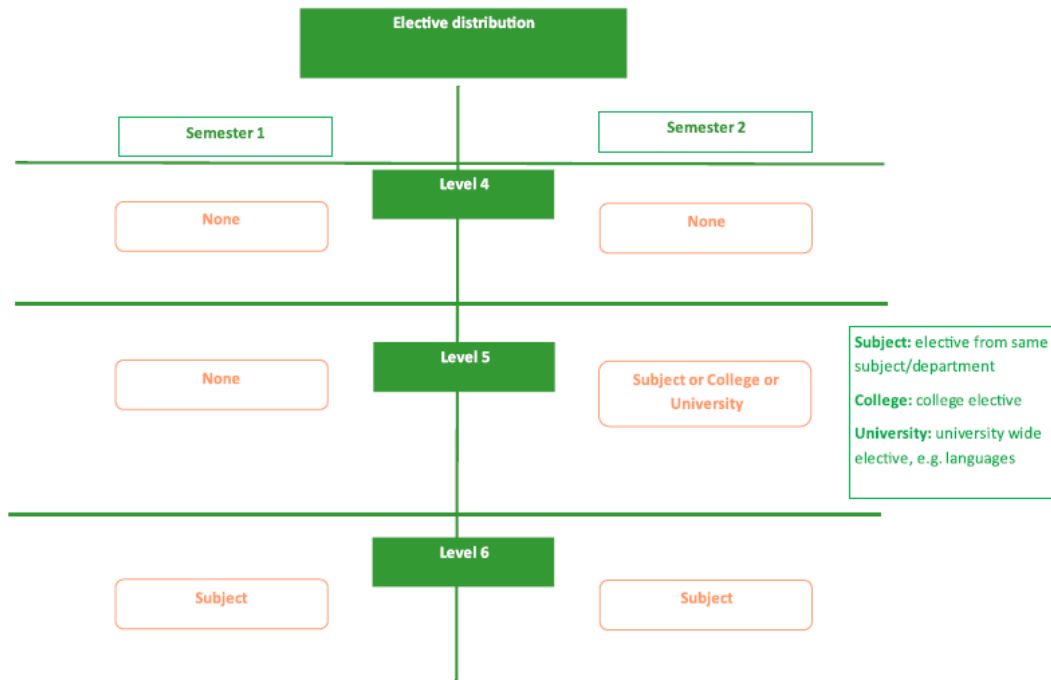 Elective distribution
Semester 1
Semester 2
Level 4
None
None
Level 5
None
Subject or College or
University
Subject: elective from same
subject/department
College: college elective
University: university wide
elective, e.g. languages
Level 6
Subject
Subject